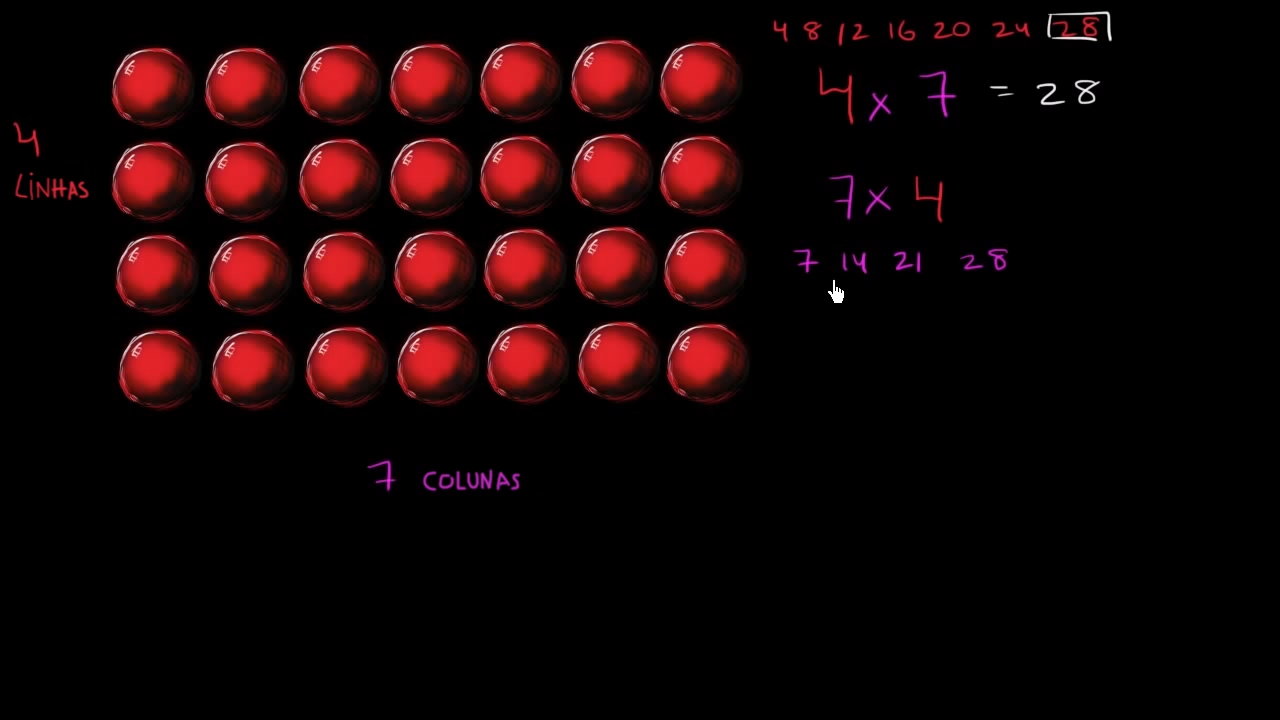 4 8 12 16 20 24 28
4 x 7 = 28
4
LINHAS
7 x 4
7 14 21 28
7 COLUNAS